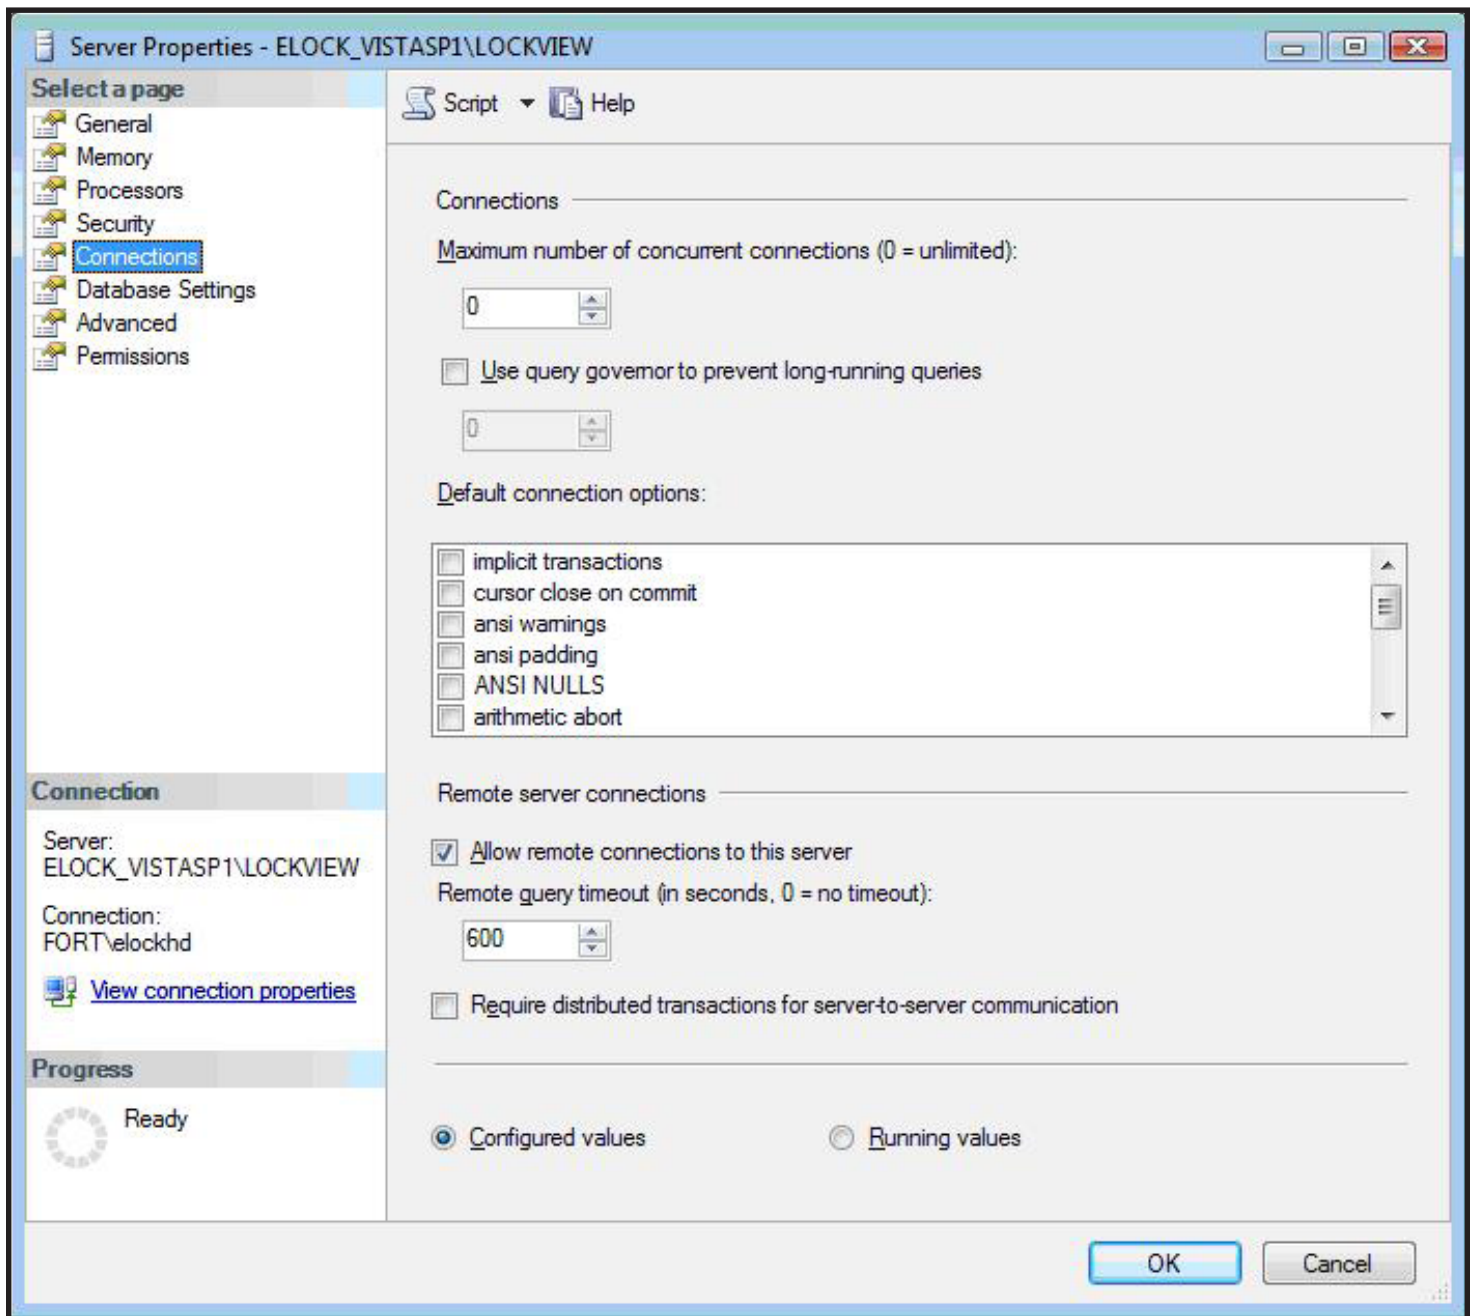 Server Properties - ELOCK_VISTASP1\LOCKVIEW
Select a page
General
Memory
Processors
Security
Connections
Database Settings
Advanced
Permissions
Script
Help
Connections
Maximum number of concurrent connections (0 = unlimited):
0
Use query governor to prevent long-running queries
0
Default connection options:
implicit transactions
cursor close on commit
ansi warnings
ansi padding
ANSI NULLS
arithmetic abort
Remote server connections
Allow remote connections to this server
Remote query timeout (in seconds, 0 = no timeout):
600
Require distributed transactions for server-to-server communication
Configured values
Running values
Connection
Server:
ELOCK_VISTASP1\LOCKVIEW
Connection:
FORT\elockhd
View connection properties
Progress
Ready
OK
Cancel